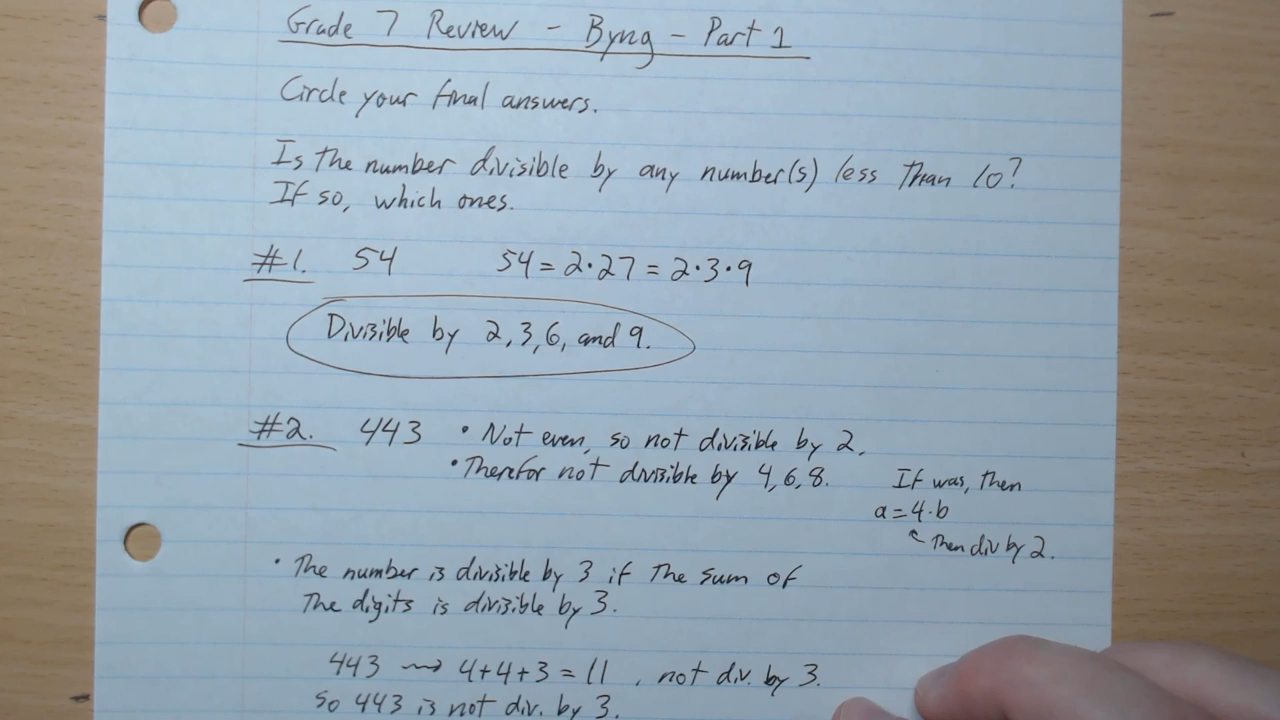 Grade 7 Review - Byng - Part 1
Circle your final answers.
Is the number divisible by any number(s) less than 10?
If so, which ones.
#1. 54 54 = 2·27 = 2·3·9
Divisible by 2, 3, 6, and 9.
#2. 443 • Not even, so not divisible by 2.
• Therefor not divisible by 4, 6, 8.
If was, then
a = 4·b
↖ Then div by 2.
• The number is divisible by 3 if the sum of
the digits is divisible by 3.
443 ⟿ 4+4+3 = 11, not div. by 3.
So 443 is not div. by 3.